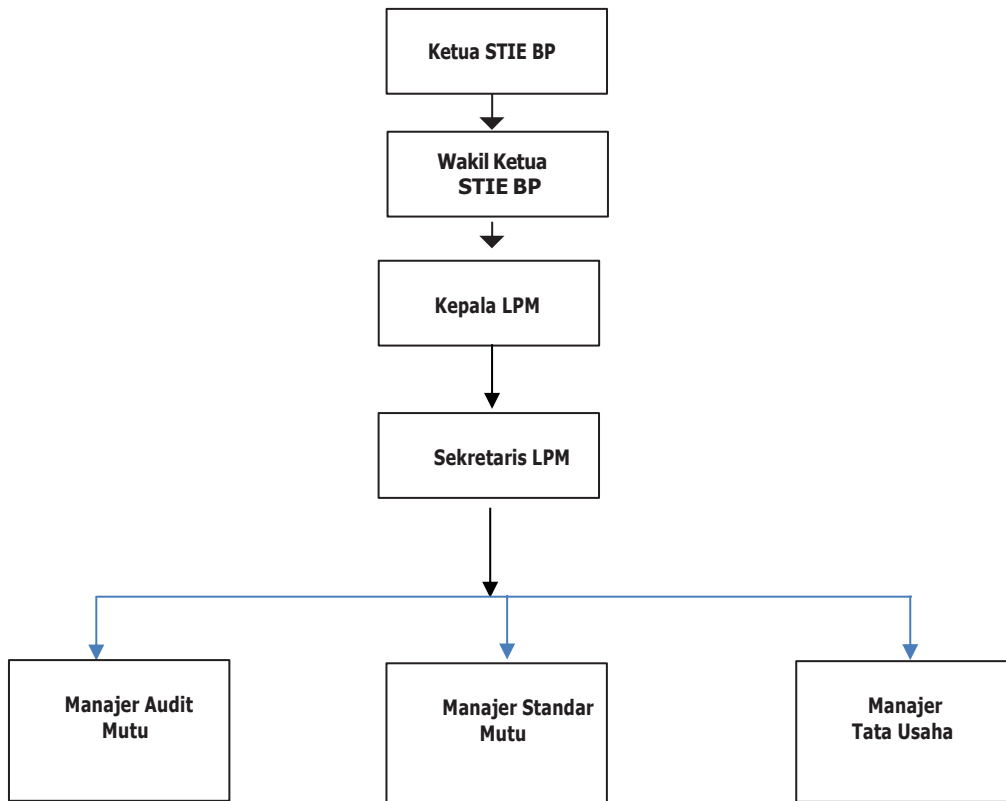 Ketua STIE BP
Wakil Ketua
STIE BP
Kepala LPM
Sekretaris LPM
Manajer Audit
Mutu
Manajer Standar
Mutu
Manajer
Tata Usaha